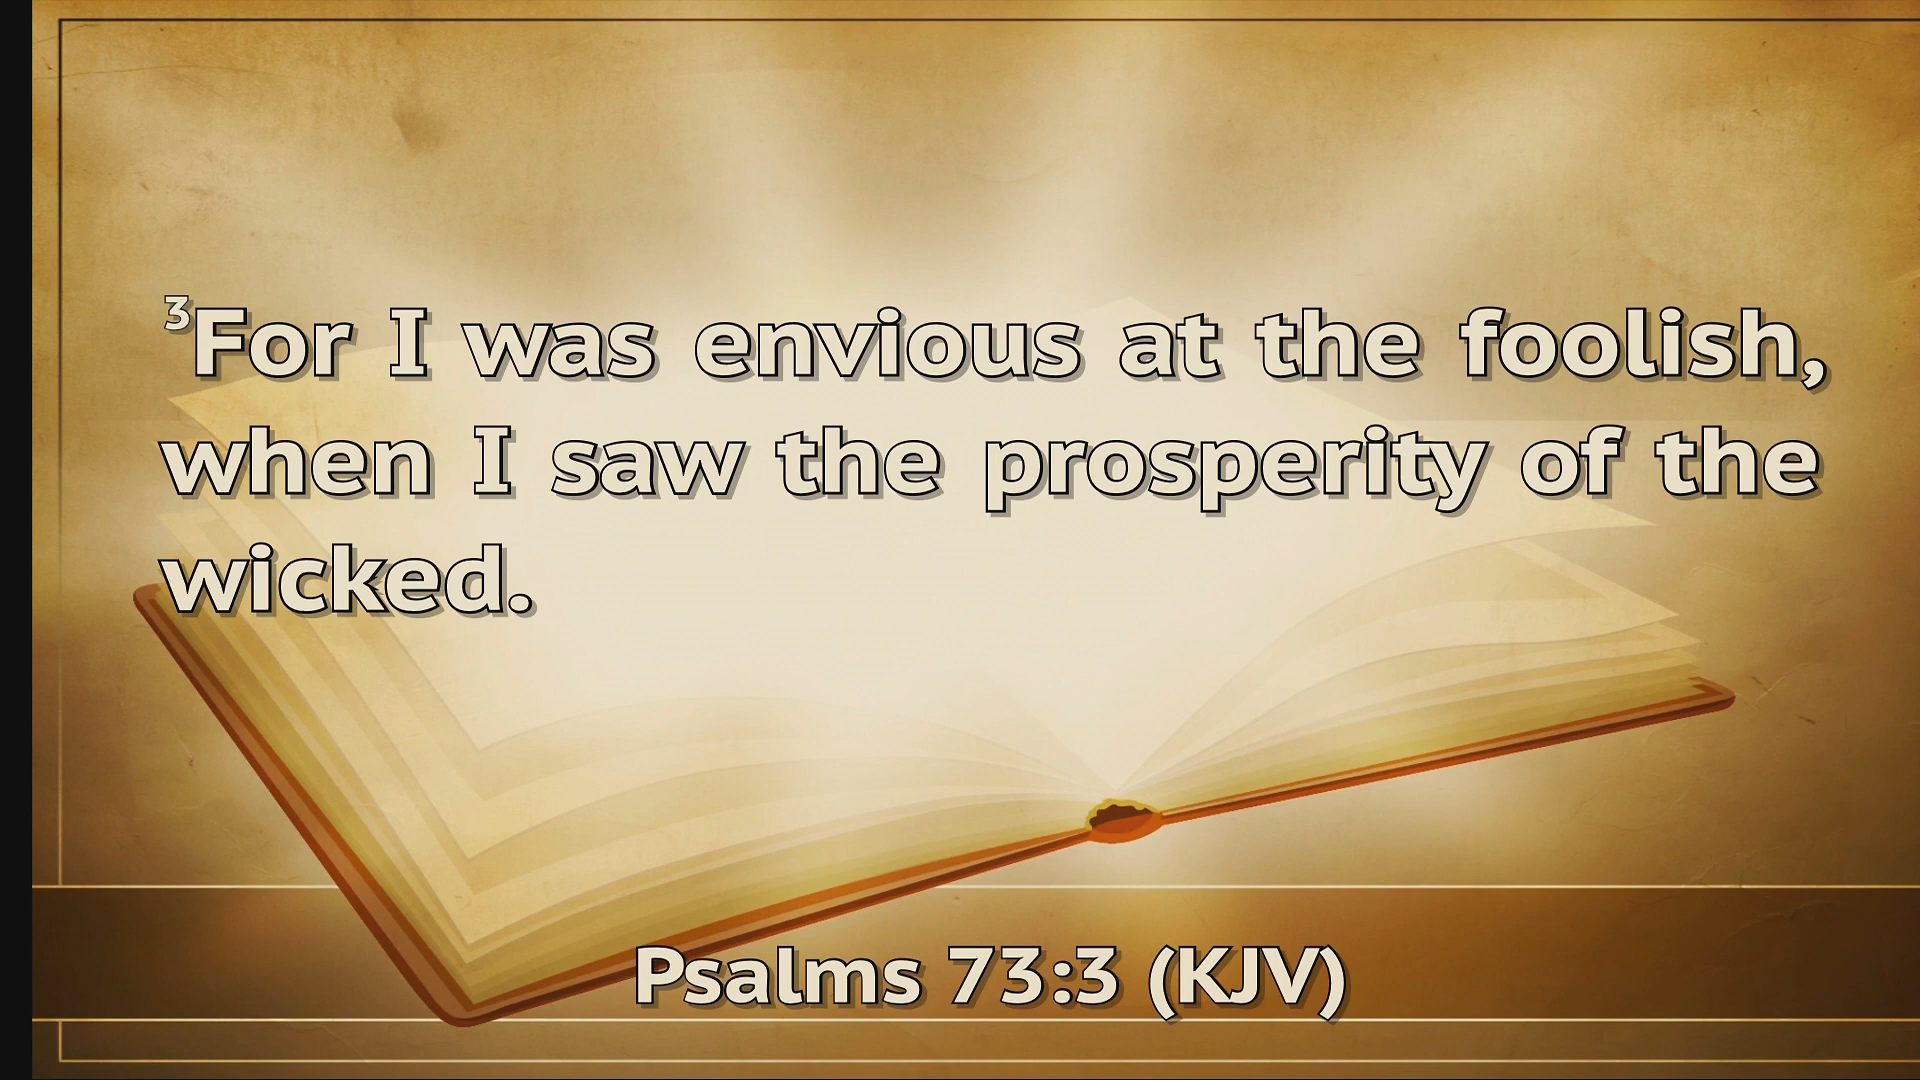 ³For I was envious at the foolish,
when I saw the prosperity of the
wicked.
Psalms 73:3 (KJV)